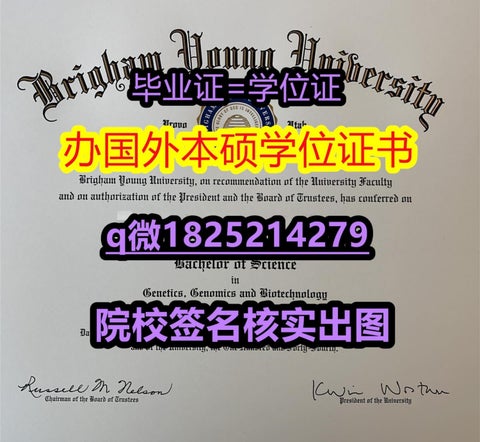 Brigham Young University
毕业证=学位证
Provo Utah
办国外本硕学位证书
Brigham Young University, on recommendation of the University Faculty
and on authorization of the President and the Board of Trustees, has conferred on
q微1825214279
Bachelor of Science
in
Genetics, Genomics and Biotechnology
院校签名核实出图
Russell M Nelson
Chairman of the Board of Trustees
President of the University